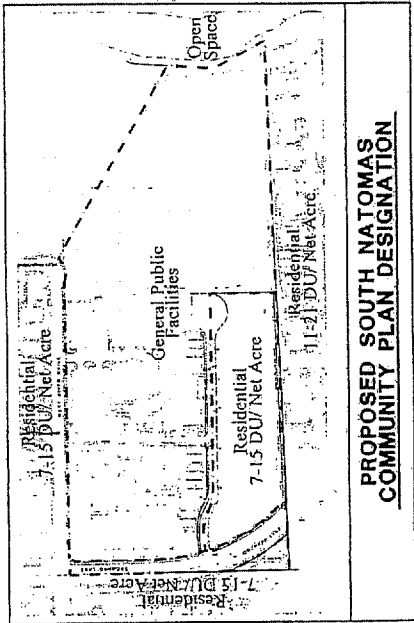 Open
Space
Residential
7-15 DU/ Net Acre
General Public
Facilities
Residential
7-15 DU/ Net Acre
Residential
11-21 DU/ Net Acre
Residential
7-15 DU/ Net Acre
PROPOSED SOUTH NATOMAS
COMMUNITY PLAN DESIGNATION